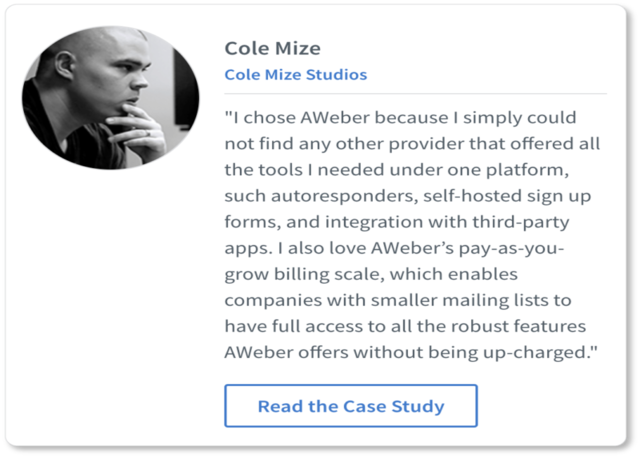 Cole Mize
Cole Mize Studios
"I chose AWeber because I simply could
not find any other provider that offered all
the tools I needed under one platform,
such autoresponders, self-hosted sign up
forms, and integration with third-party
apps. I also love AWeber’s pay-as-you-
grow billing scale, which enables
companies with smaller mailing lists to
have full access to all the robust features
AWeber offers without being up-charged."
Read the Case Study